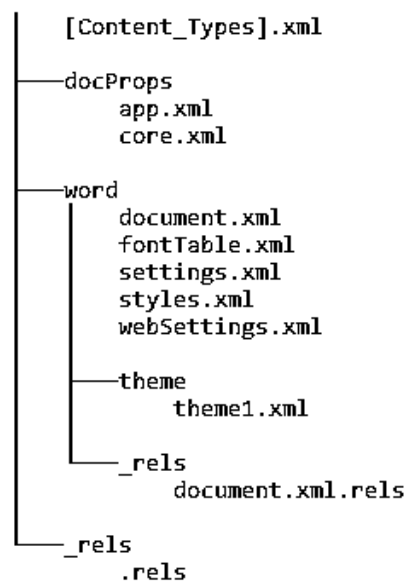 [Content_Types].xml
docProps
app.xml
core.xml
word
document.xml
fontTable.xml
settings.xml
styles.xml
webSettings.xml
theme
theme1.xml
_rels
document.xml.rels
_rels
.rels